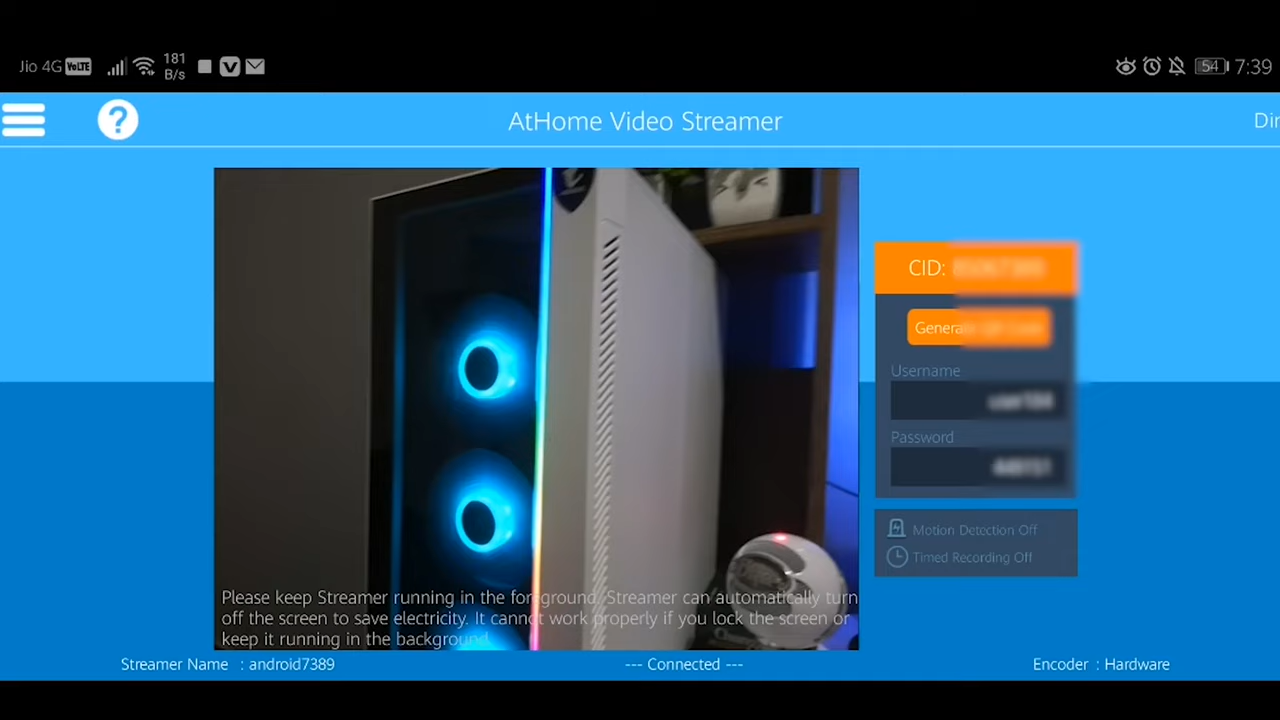 Jio 4G VoLTE 181 B/s 54 7:39
AtHome Video Streamer Dir
CID:
Genera
Username
Password
Motion Detection Off
Timed Recording Off
Please keep Streamer running in the foreground. Streamer can automatically turn
off the screen to save electricity. It cannot work properly if you lock the screen or
keep it running in the background.
Streamer Name : android7389 --- Connected --- Encoder : Hardware